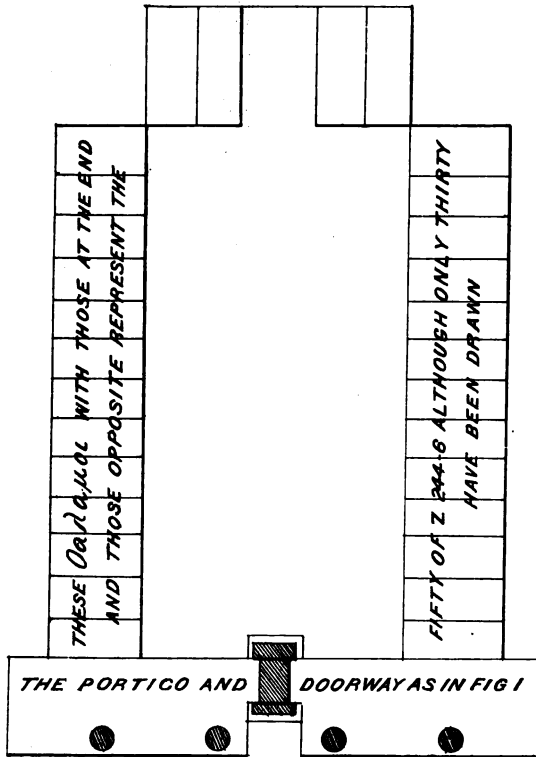 THESE θαλαμοι WITH THOSE AT THE END
AND THOSE OPPOSITE REPRESENT THE
FIFTY OF Z 244-6 ALTHOUGH ONLY THIRTY
HAVE BEEN DRAWN
THE PORTICO AND DOORWAY AS IN FIG 1